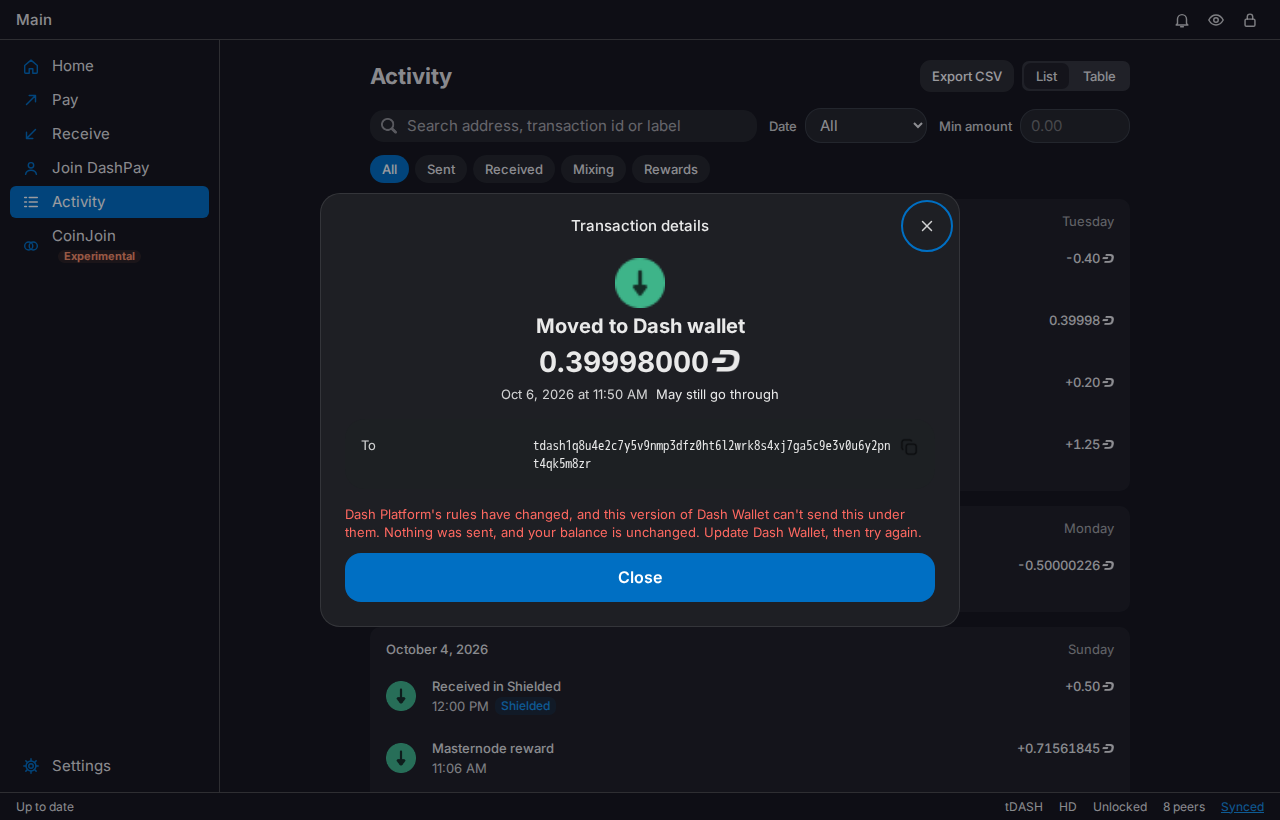 Main
Home
Pay
Receive
Join DashPay
Activity
CoinJoin
Experimental
Settings
Activity
Export CSV
List
Table
Search address, transaction id or label
Date
All
Min amount
0.00
All
Sent
Received
Mixing
Rewards
Tuesday
-0.40
0.39998
+0.20
+1.25
Monday
-0.50000226
Transaction details
Moved to Dash wallet
0.39998000
Oct 6, 2026 at 11:50 AM May still go through
To
tdash1q8u4e2c7y5v9nmp3dfz0ht6l2wrk8s4xj7ga5c9e3v0u6y2pn
t4qk5m8zr
Dash Platform's rules have changed, and this version of Dash Wallet can't send this under
them. Nothing was sent, and your balance is unchanged. Update Dash Wallet, then try again.
Close
October 4, 2026
Sunday
Received in Shielded
+0.50
12:00 PM Shielded
Masternode reward
+0.71561845
11:06 AM
Up to date
tDASH
HD
Unlocked
8 peers
Synced